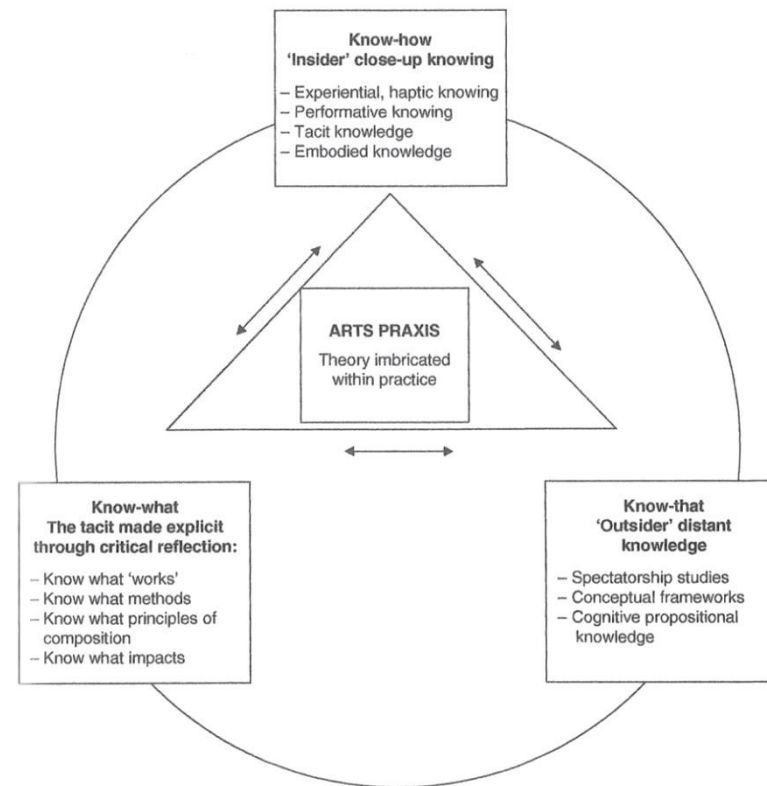 Know-how
‘Insider’ close-up knowing
– Experiential, haptic knowing
– Performative knowing
– Tacit knowledge
– Embodied knowledge
ARTS PRAXIS
Theory imbricated
within practice
Know-what
The tacit made explicit
through critical reflection:
– Know what ‘works’
– Know what methods
– Know what principles of
composition
– Know what impacts
Know-that
‘Outsider’ distant
knowledge
– Spectatorship studies
– Conceptual frameworks
– Cognitive propositional
knowledge